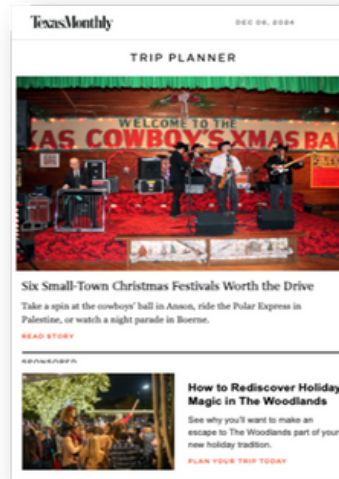 TexasMonthly
DEC 06, 2024
TRIP PLANNER
WELCOME TO THE
XAS COWBOY'S XMAS BA
Six Small-Town Christmas Festivals Worth the Drive
Take a spin at the cowboys' ball in Anson, ride the Polar Express in
Palestine, or watch a night parade in Boerne.
READ STORY
SPONSORED
How to Rediscover Holiday
Magic in The Woodlands
See why you'll want to make an
escape to The Woodlands part of your
new holiday tradition.
PLAN YOUR TRIP TODAY